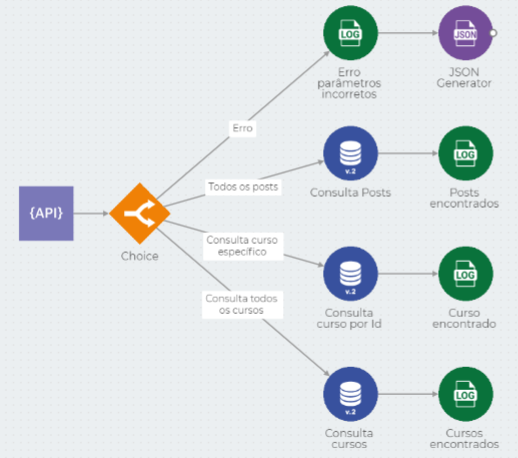 LOG
JSON
Erro
parâmetros
incorretos
JSON
Generator
Erro
v.2
LOG
Todos os posts
Consulta Posts
Posts
encontrados
{API}
Choice
Consulta curso
específico
LOG
v.2
Consulta
curso por Id
Curso
encontrado
Consulta todos
os cursos
LOG
v.2
Consulta
cursos
Cursos
encontrados